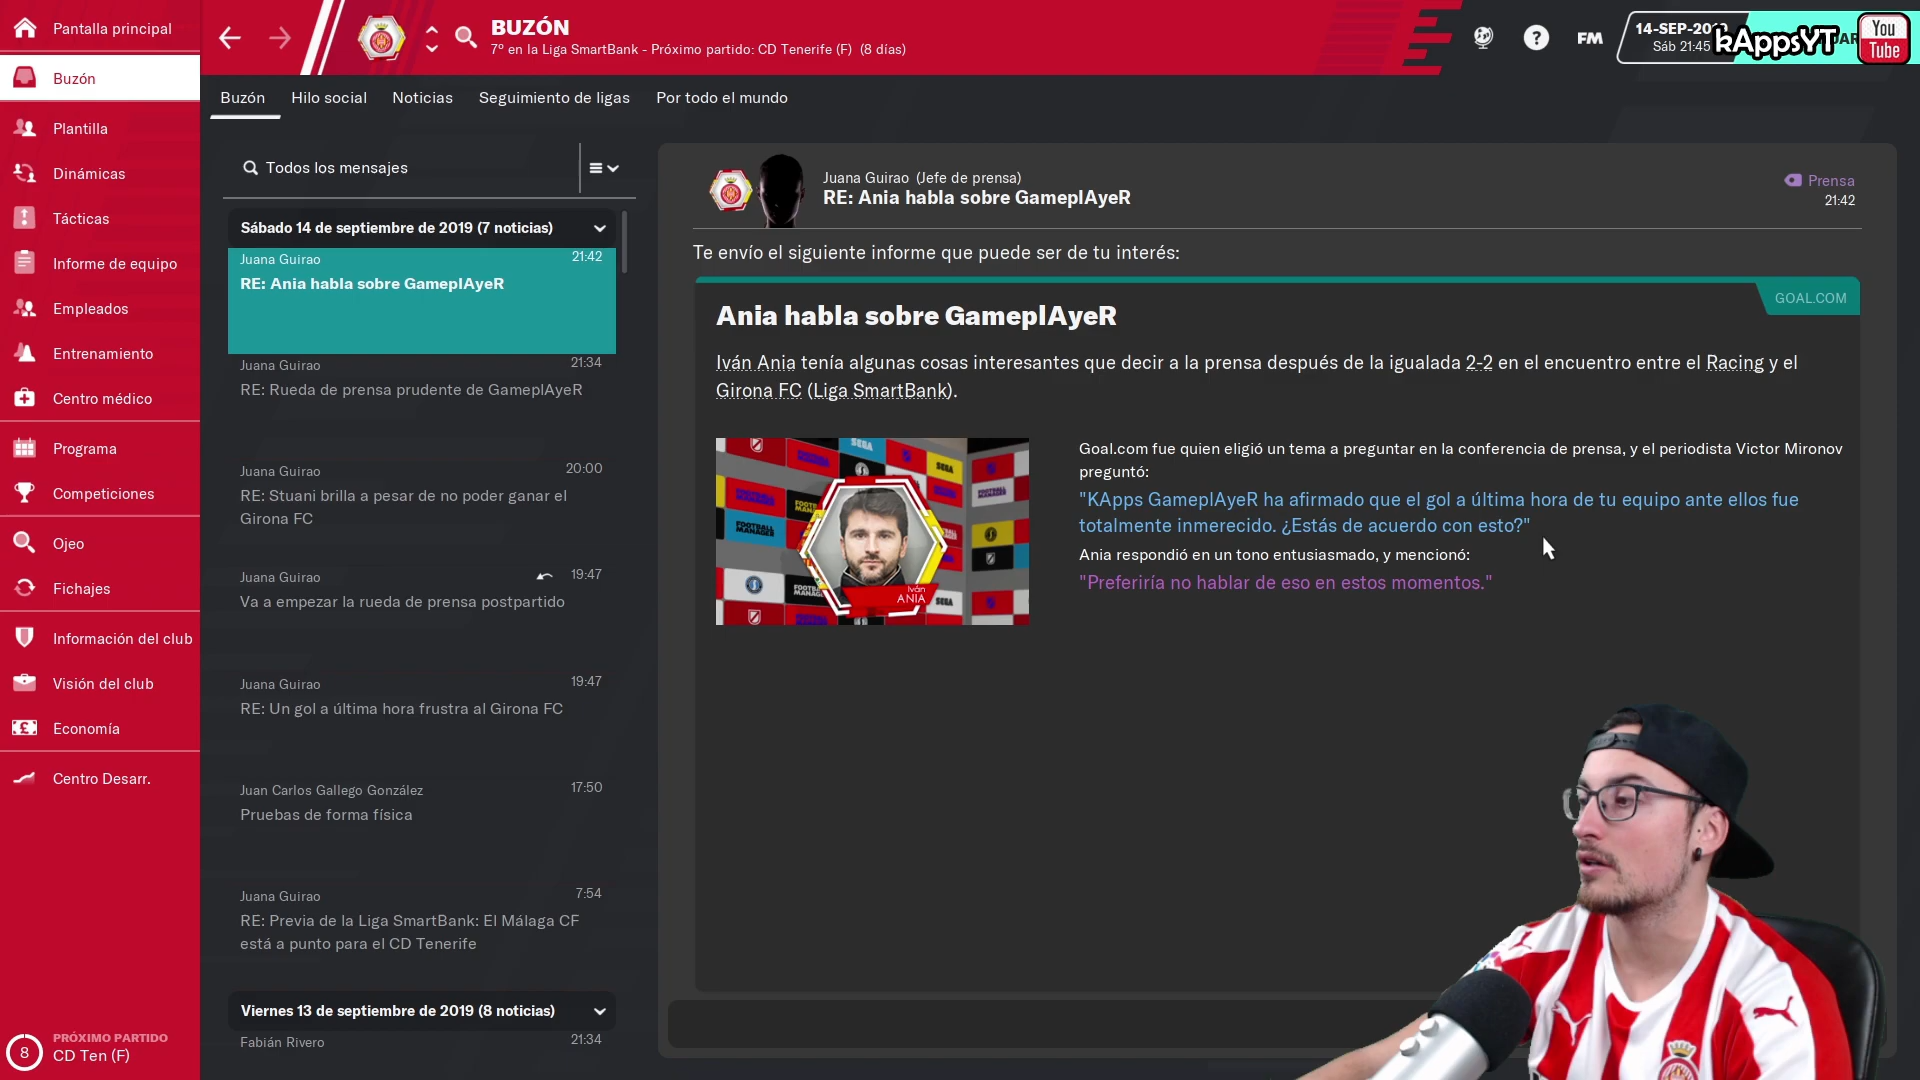 Pantalla principal
Buzón
Plantilla
Dinámicas
Tácticas
Informe de equipo
Empleados
Entrenamiento
Centro médico
Programa
Competiciones
Ojeo
Fichajes
Información del club
Visión del club
Economía
Centro Desarr.
8
PRÓXIMO PARTIDO
CD Ten (F)
BUZÓN
7º en la Liga SmartBank - Próximo partido: CD Tenerife (F) (8 días)
?
FM
Sáb 21:45
kAppsYT
You
Tube
Buzón
Hilo social
Noticias
Seguimiento de ligas
Por todo el mundo
Todos los mensajes
Sábado 14 de septiembre de 2019 (7 noticias)
Juana Guirao 21:42
RE: Ania habla sobre GameplAyeR
Juana Guirao 21:34
RE: Rueda de prensa prudente de GameplAyeR
Juana Guirao 20:00
RE: Stuani brilla a pesar de no poder ganar el
Girona FC
Juana Guirao 19:47
Va a empezar la rueda de prensa postpartido
Juana Guirao 19:47
RE: Un gol a última hora frustra al Girona FC
Juan Carlos Gallego González 17:50
Pruebas de forma física
Juana Guirao 7:54
RE: Previa de la Liga SmartBank: El Málaga CF
está a punto para el CD Tenerife
Viernes 13 de septiembre de 2019 (8 noticias)
Fabián Rivero 21:34
Juana Guirao (Jefe de prensa)
RE: Ania habla sobre GameplAyeR
Prensa
21:42
Te envío el siguiente informe que puede ser de tu interés:
GOAL.COM
Ania habla sobre GameplAyeR
Iván Ania tenía algunas cosas interesantes que decir a la prensa después de la igualada 2-2 en el encuentro entre el Racing y el
Girona FC (Liga SmartBank).
Iván
ANIA
Goal.com fue quien eligió un tema a preguntar en la conferencia de prensa, y el periodista Victor Mironov
preguntó:
"KApps GameplAyeR ha afirmado que el gol a última hora de tu equipo ante ellos fue
totalmente inmerecido. ¿Estás de acuerdo con esto?"
Ania respondió en un tono entusiasmado, y mencionó:
"Preferiría no hablar de eso en estos momentos."